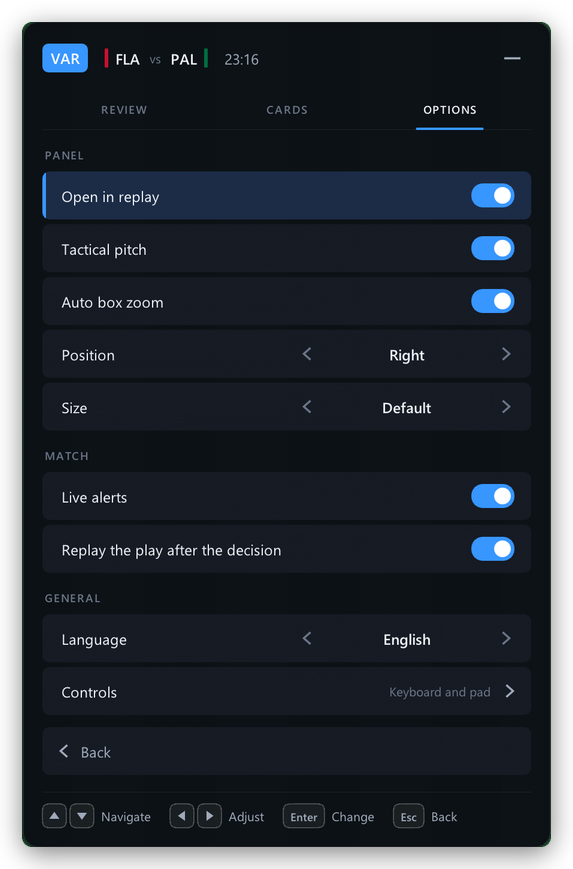 VAR FLA vs PAL 23:16
REVIEW CARDS OPTIONS
PANEL
Open in replay
Tactical pitch
Auto box zoom
Position Right
Size Default
MATCH
Live alerts
Replay the play after the decision
GENERAL
Language English
Controls Keyboard and pad
Back
Navigate Adjust Enter Change Esc Back